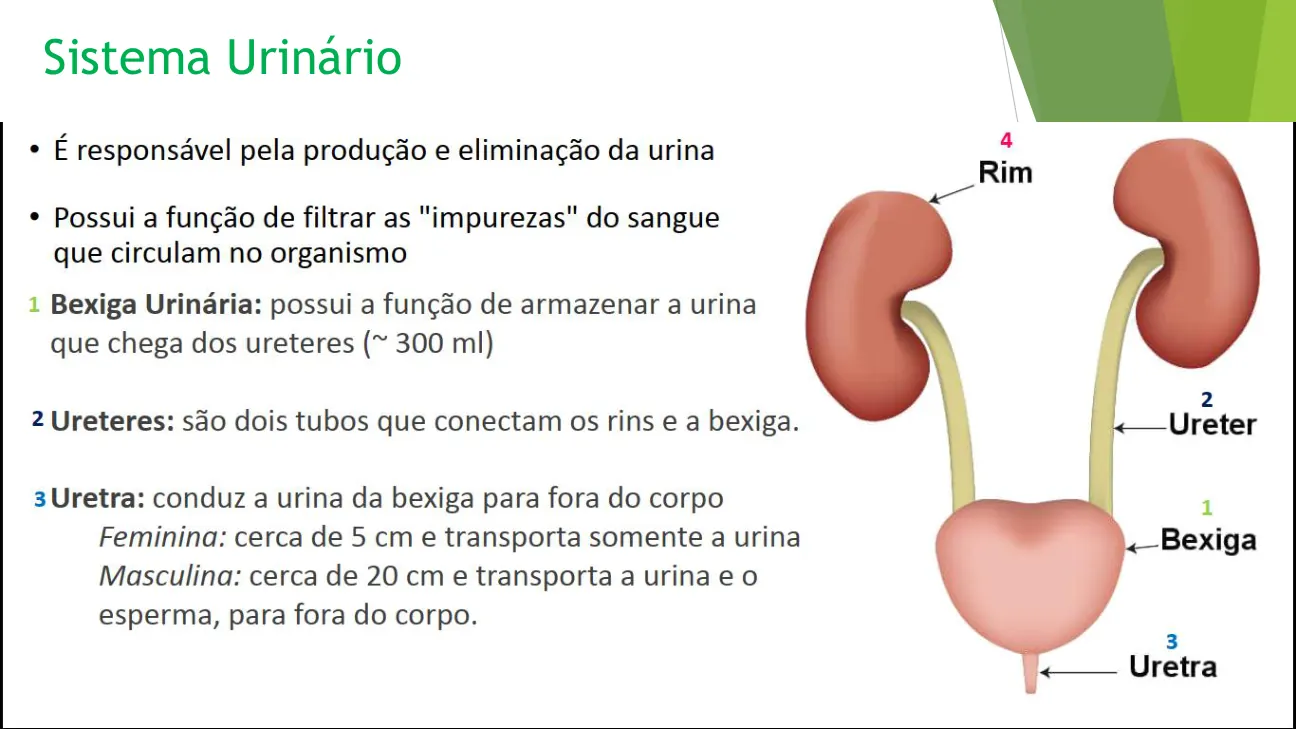 Sistema Urinário
• É responsável pela produção e eliminação da urina
• Possui a função de filtrar as "impurezas" do sangue
que circulam no organismo
1 Bexiga Urinária: possui a função de armazenar a urina
que chega dos ureteres (~ 300 ml)
2 Ureteres: são dois tubos que conectam os rins e a bexiga.
3 Uretra: conduz a urina da bexiga para fora do corpo
Feminina: cerca de 5 cm e transporta somente a urina
Masculina: cerca de 20 cm e transporta a urina e o
esperma, para fora do corpo.
4
Rim
2
Ureter
1
Bexiga
3
Uretra